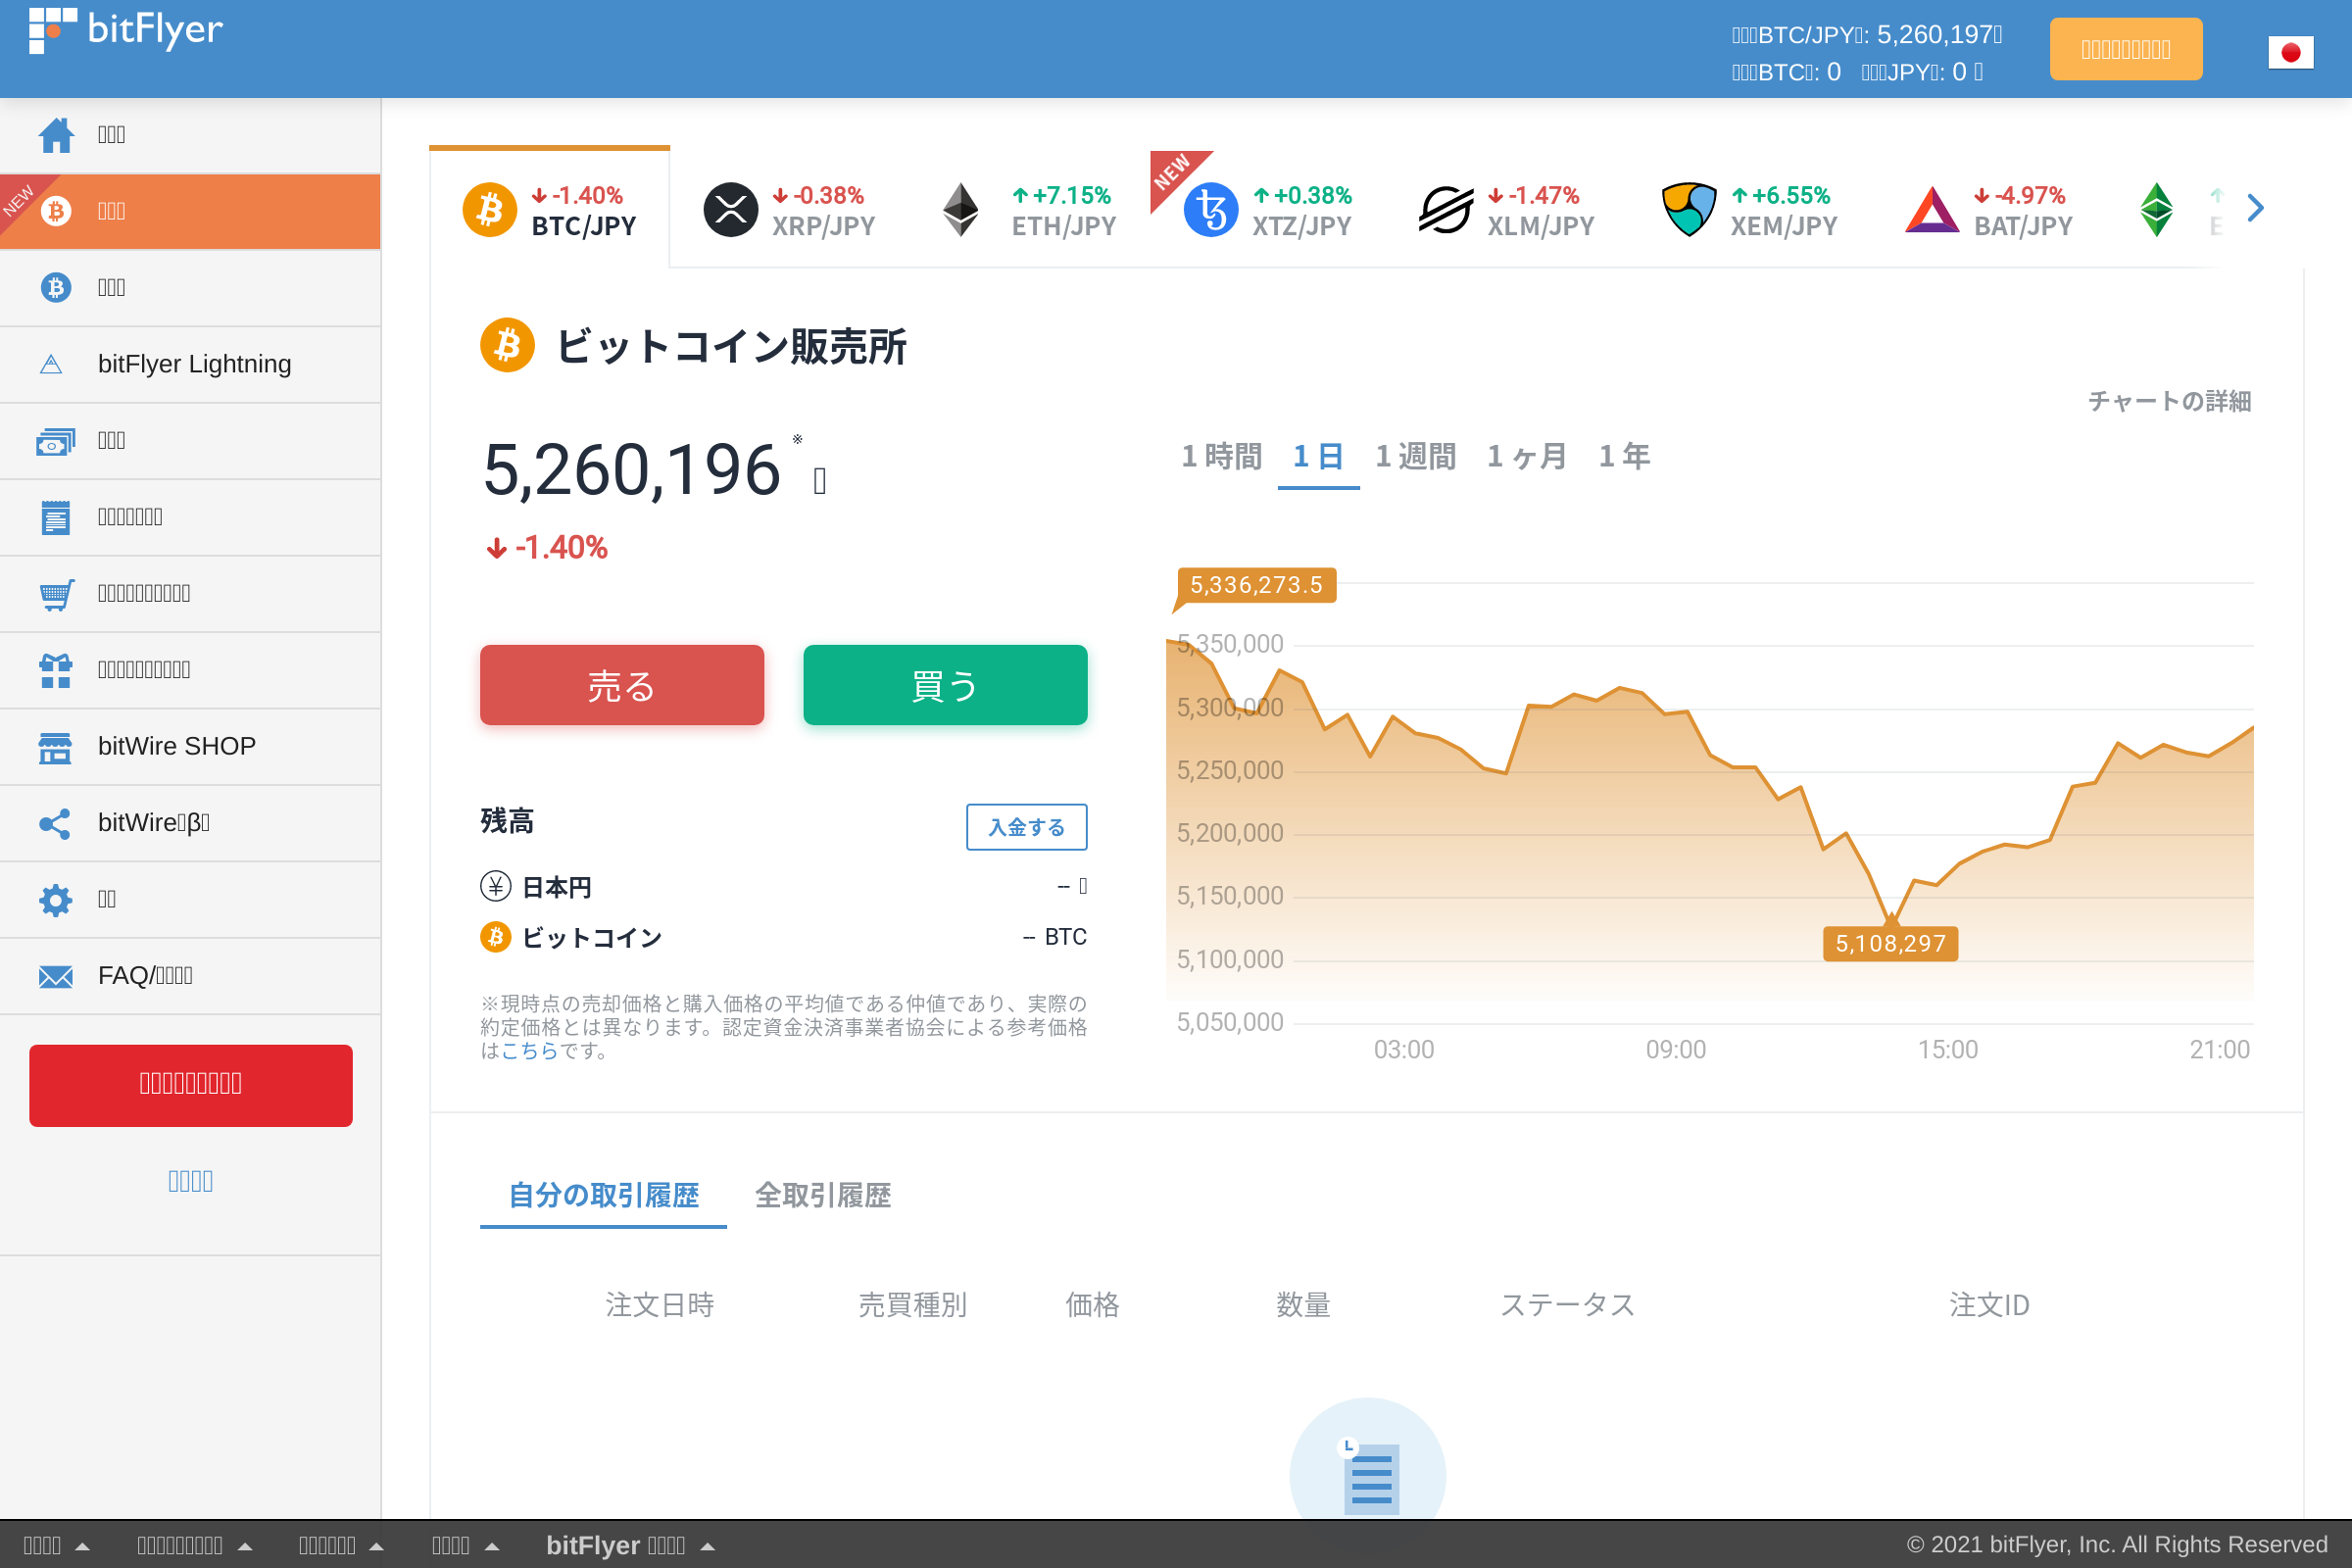 bitFlyer
BTC/JPY: 5,260,197
BTC: 0 JPY: 0
NEW
bitFlyer Lightning
bitWire SHOP
bitWire β
FAQ/
-1.40%
BTC/JPY
-0.38%
XRP/JPY
+7.15%
ETH/JPY
NEW
+0.38%
XTZ/JPY
-1.47%
XLM/JPY
+6.55%
XEM/JPY
-4.97%
BAT/JPY
ビットコイン販売所
チャートの詳細
5,260,196 ※
-1.40%
1 時間 1 日 1 週間 1 ヶ月 1 年
売る 買う
残高 入金する
日本円 --
ビットコイン -- BTC
※現時点の売却価格と購入価格の平均値である仲値であり、実際の
約定価格とは異なります。認定資金決済事業者協会による参考価格
はこちらです。
5,336,273.5
5,350,000
5,300,000
5,250,000
5,200,000
5,150,000
5,108,297
5,100,000
5,050,000
03:00 09:00 15:00 21:00
自分の取引履歴 全取引履歴
注文日時 売買種別 価格 数量 ステータス 注文ID
bitFlyer
© 2021 bitFlyer, Inc. All Rights Reserved